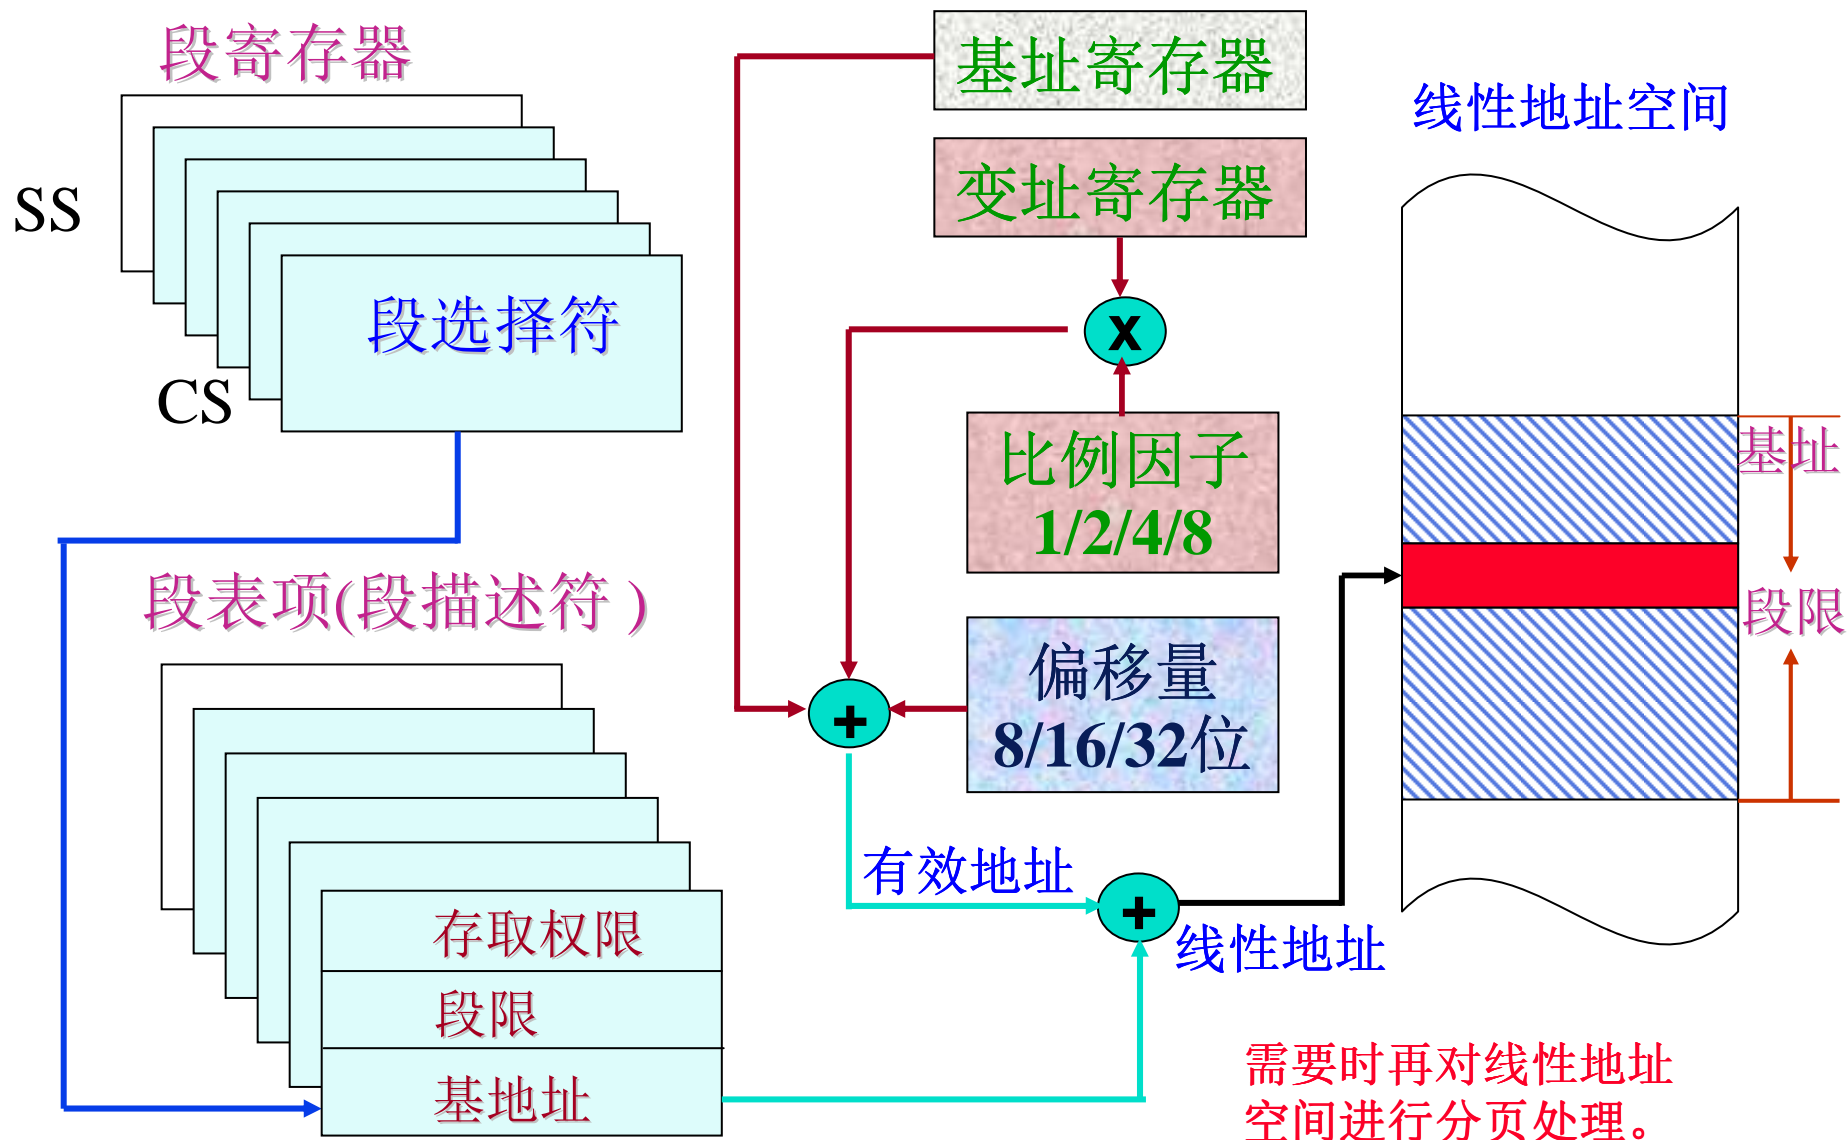 段寄存器
SS
CS
段选择符
段表项(段描述符 )
存取权限
段限
基地址
基址寄存器
变址寄存器
X
比例因子
1/2/4/8
偏移量
8/16/32位
+
有效地址
+
线性地址
线性地址空间
基址
段限
需要时再对线性地址
空间进行分页处理。